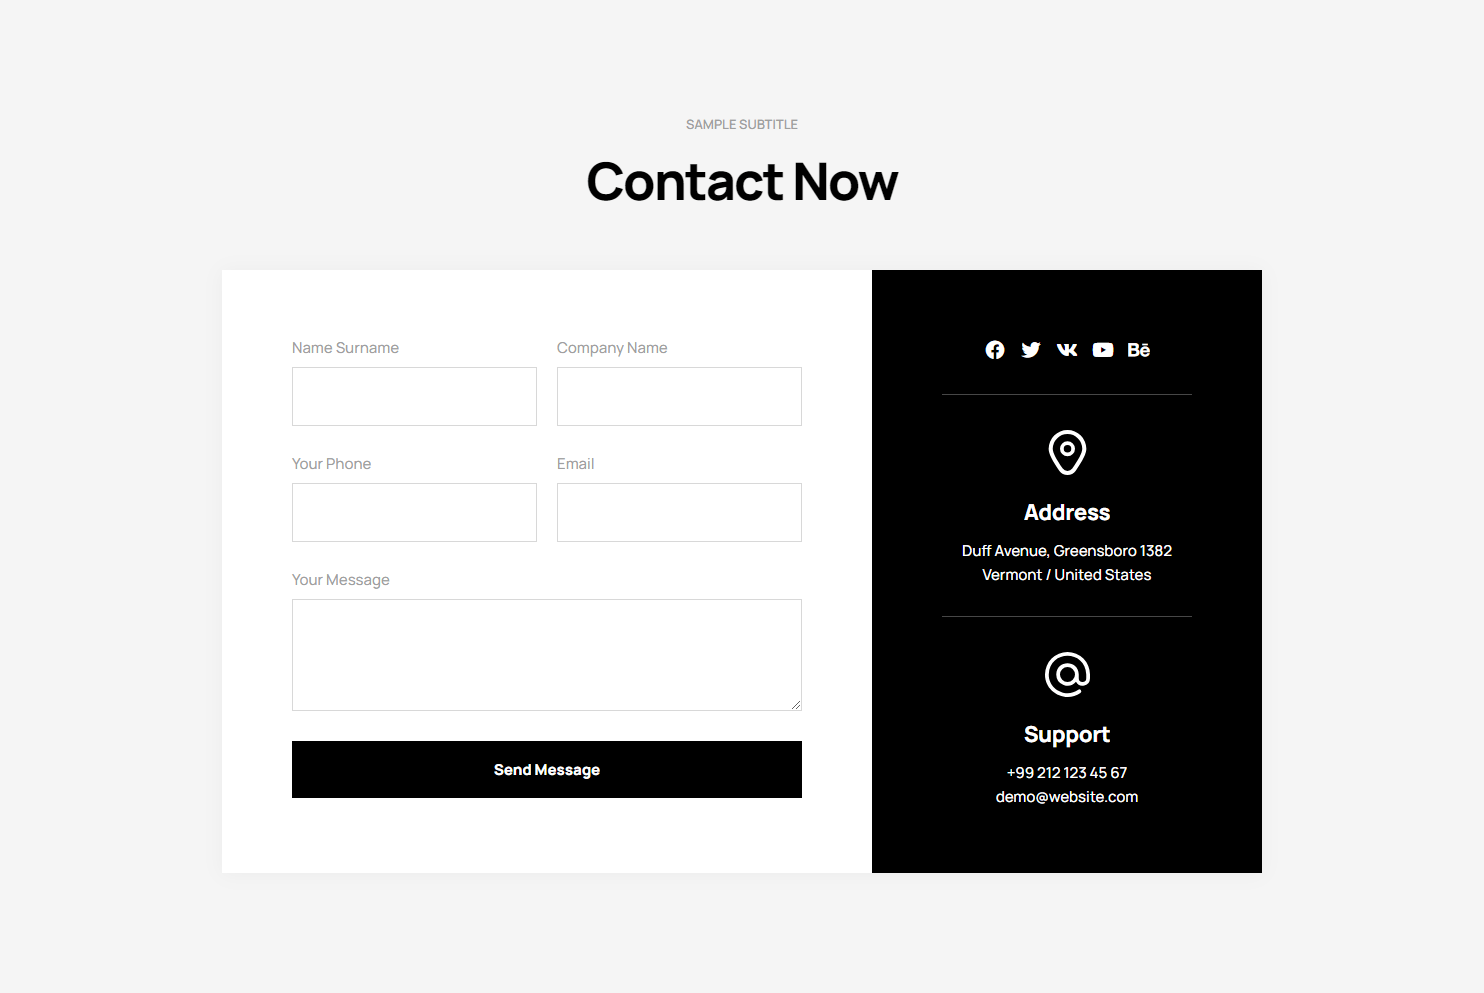 SAMPLE SUBTITLE
Contact Now
Name Surname
Company Name
Your Phone
Email
Your Message
Send Message
Bē
Address
Duff Avenue, Greensboro 1382
Vermont / United States
Support
+99 212 123 45 67
demo@website.com